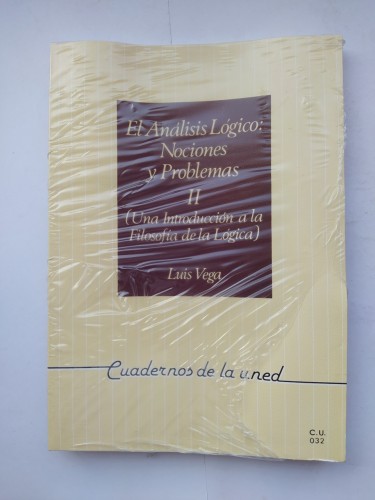 El Análisis Lógico:
Nociones
y Problemas
II
(Una Introducción a la
Filosofía de la Lógica)
Luis Vega
Cuadernos de la u.ned
C.U.
032